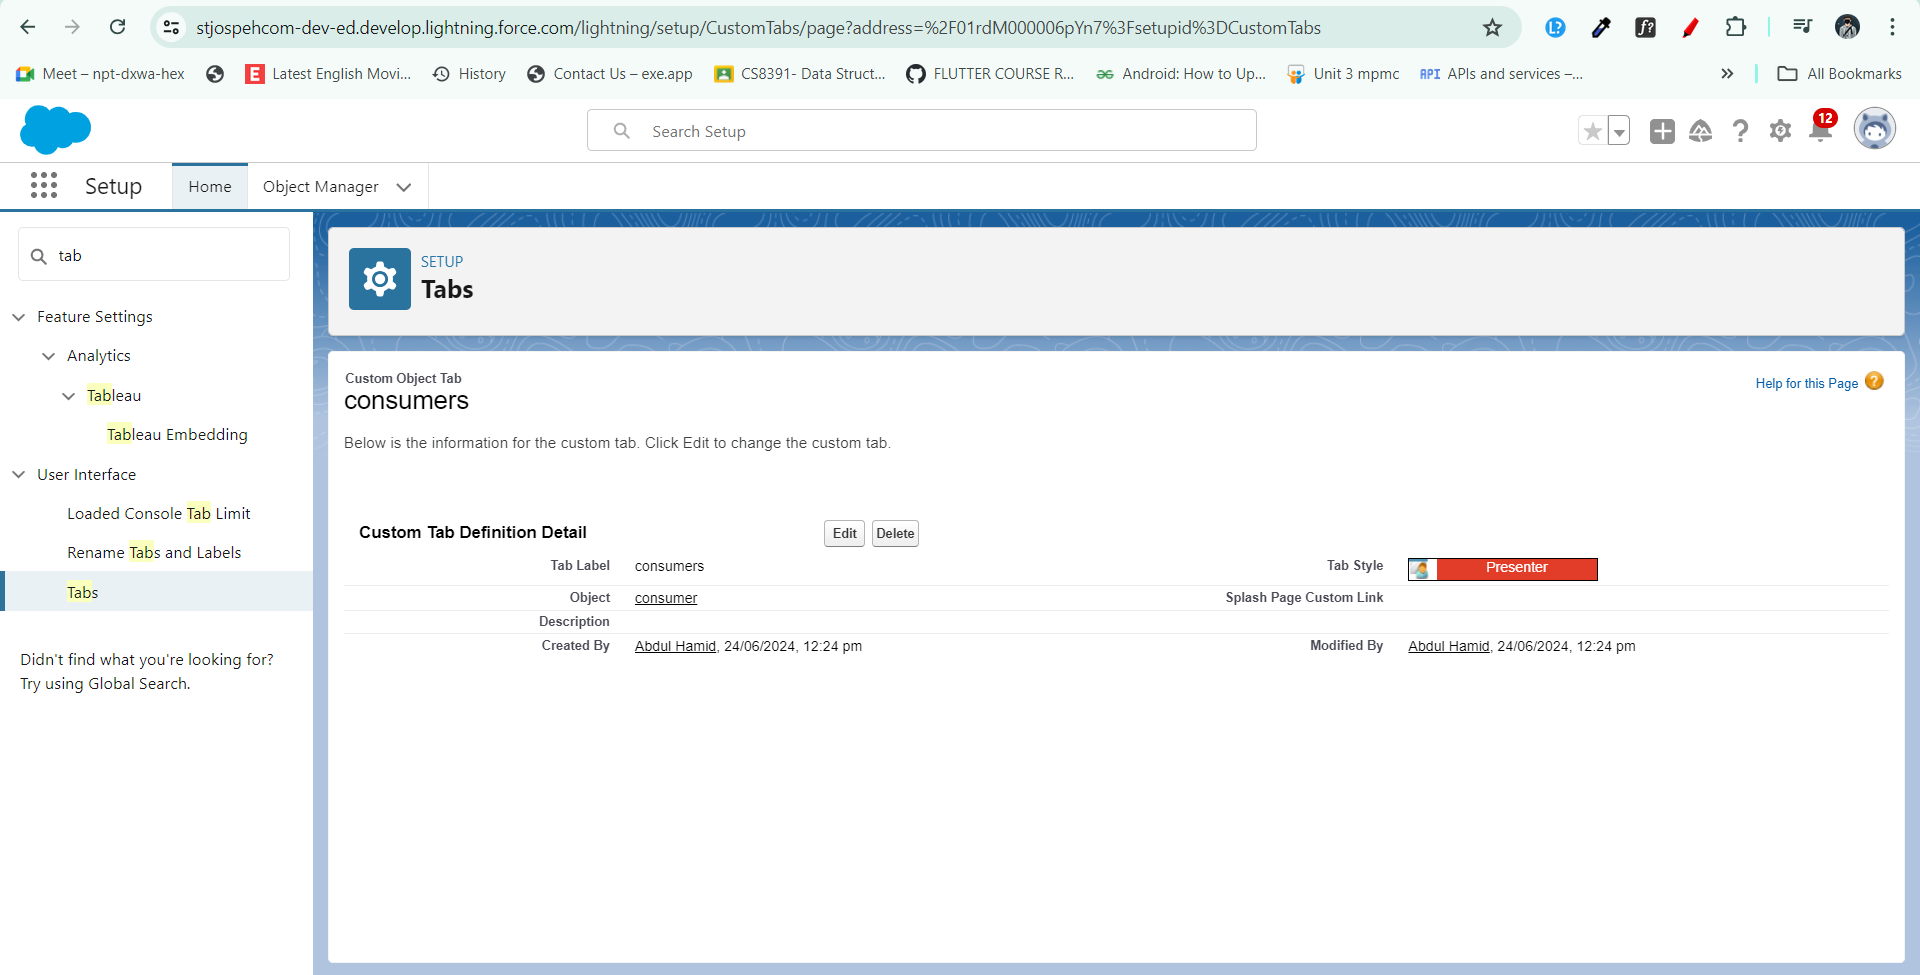 stjospehcom-dev-ed.develop.lightning.force.com/lightning/setup/CustomTabs/page?address=%2F01rdM000006pYn7%3Fsetupid%3DCustomTabs
Meet – npt-dxwa-hex
Latest English Movi...
History
Contact Us – exe.app
CS8391- Data Struct...
FLUTTER COURSE R...
Android: How to Up...
Unit 3 mpmc
API
APIs and services –...
All Bookmarks
Search Setup
12
Setup
Home
Object Manager
tab
Feature Settings
Analytics
Tableau
Tableau Embedding
User Interface
Loaded Console Tab Limit
Rename Tabs and Labels
Tabs
Didn't find what you're looking for?
Try using Global Search.
SETUP
Tabs
Custom Object Tab
consumers
Help for this Page
Below is the information for the custom tab. Click Edit to change the custom tab.
Custom Tab Definition Detail
Edit
Delete
Tab Label consumers
Tab Style Presenter
Object consumer
Splash Page Custom Link
Description
Created By Abdul Hamid, 24/06/2024, 12:24 pm
Modified By Abdul Hamid, 24/06/2024, 12:24 pm